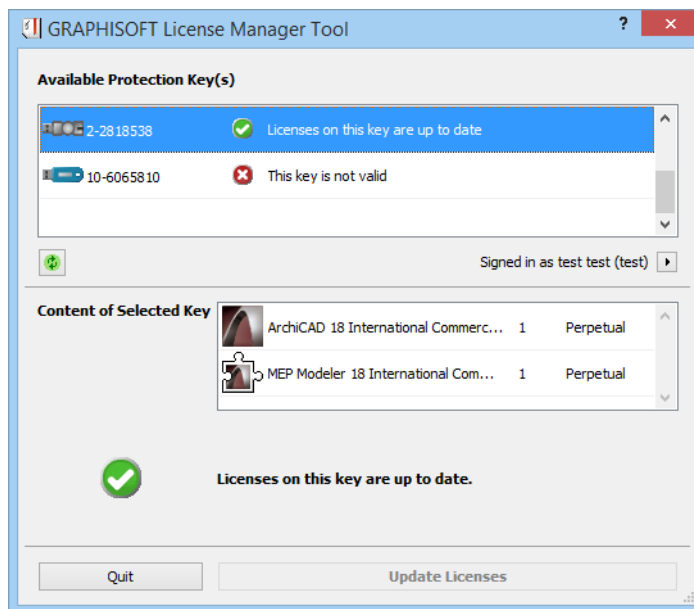 GRAPHISOFT License Manager Tool
Available Protection Key(s)
2-2818538 Licenses on this key are up to date
10-6065810 This key is not valid
Signed in as test test (test)
Content of Selected Key
ArchiCAD 18 International Commerc... 1 Perpetual
MEP Modeler 18 International Com... 1 Perpetual
Licenses on this key are up to date.
Quit Update Licenses